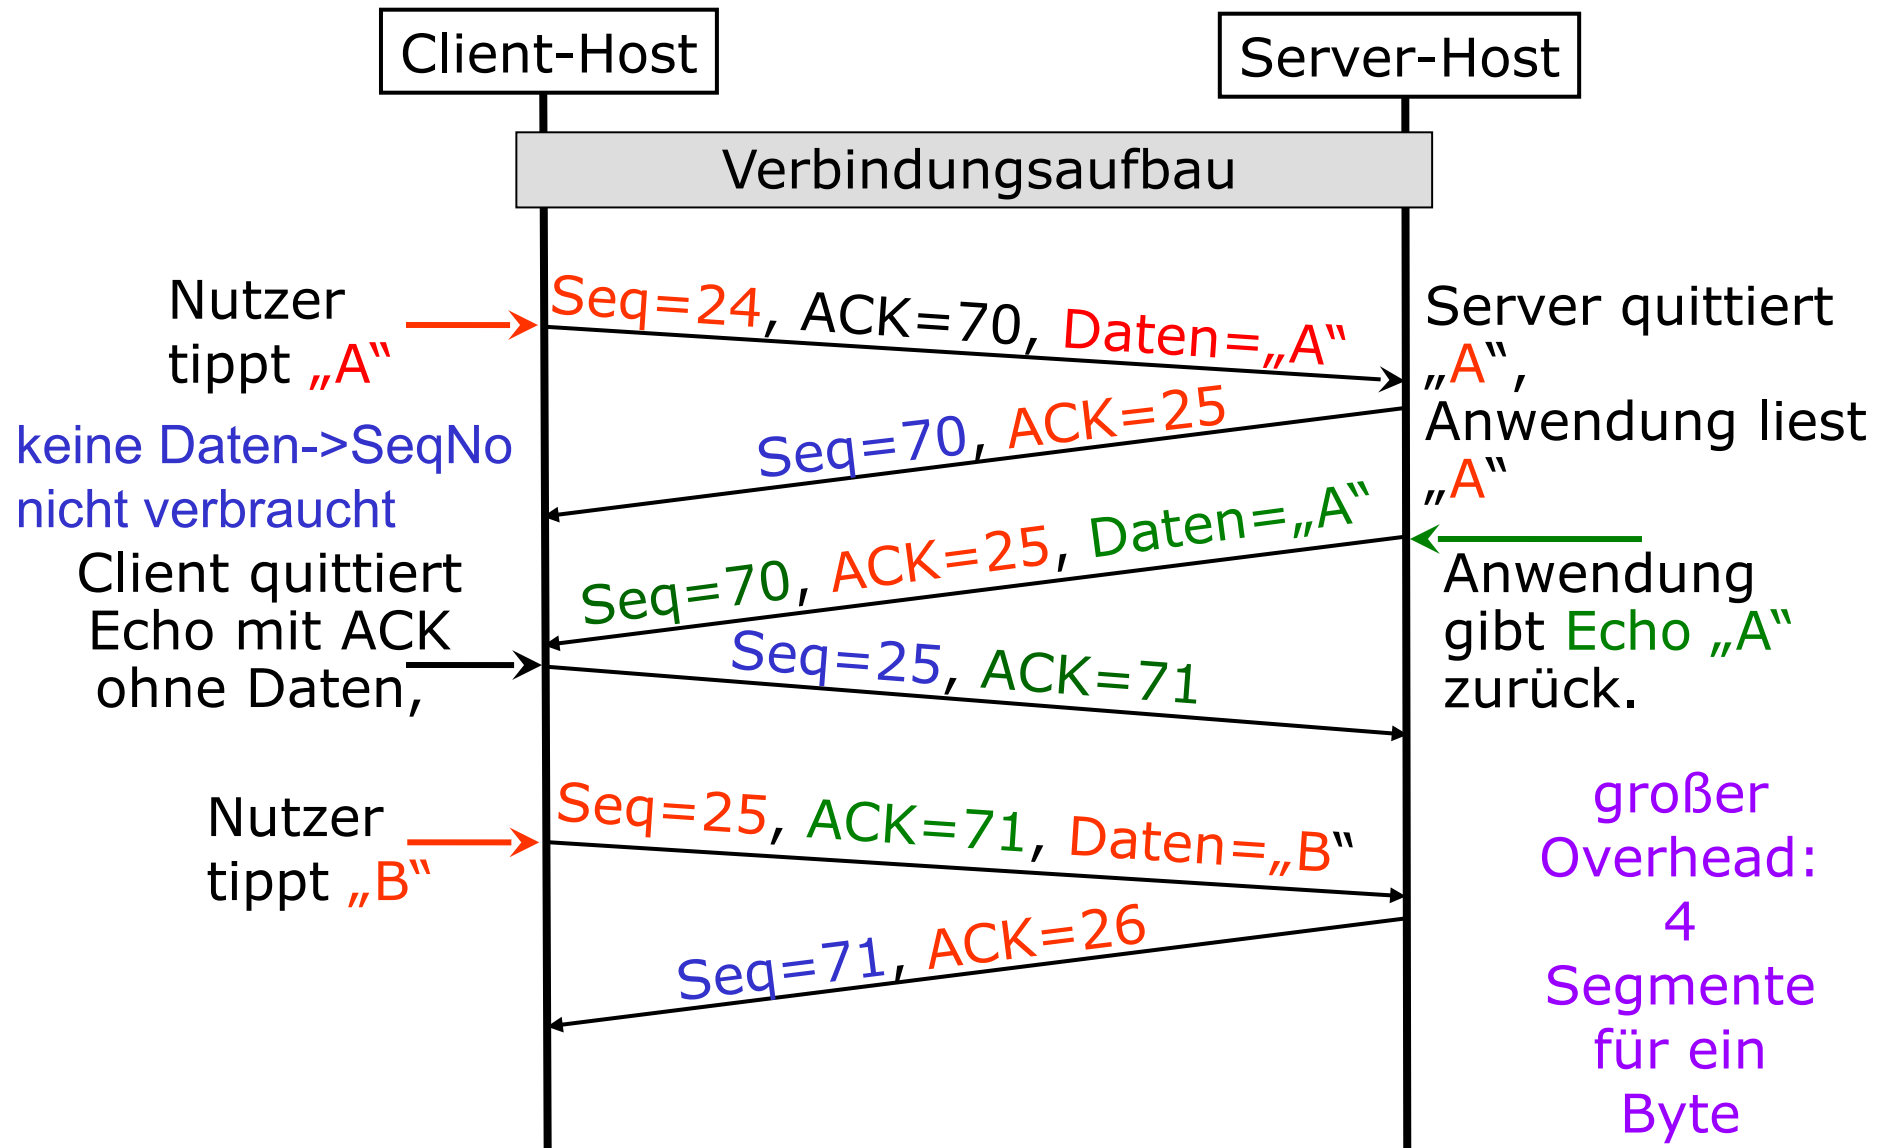 Client-Host
Server-Host
Verbindungsaufbau
Nutzer
tippt „A“
Seq=24, ACK=70, Daten=„A“
Server quittiert
„A“,
Anwendung liest
„A“
Seq=70, ACK=25
keine Daten->SeqNo
nicht verbraucht
Seq=70, ACK=25, Daten=„A“
Anwendung
gibt Echo „A“
zurück.
Client quittiert
Echo mit ACK
ohne Daten,
Seq=25, ACK=71
Nutzer
tippt „B“
Seq=25, ACK=71, Daten=„B“
Seq=71, ACK=26
großer
Overhead:
4
Segmente
für ein
Byte